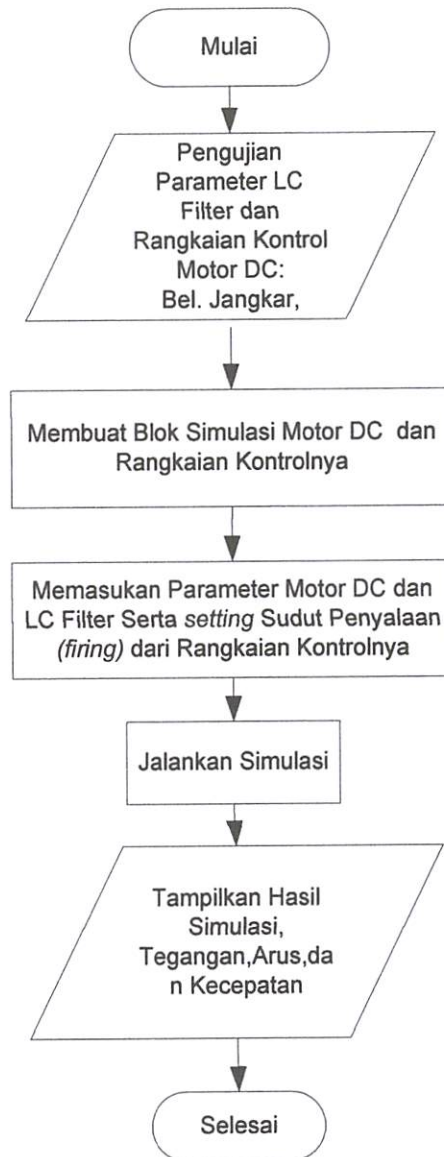 Mulai
Pengujian
Parameter LC
Filter dan
Rangkaian Kontrol
Motor DC:
Bel. Jangkar,
Membuat Blok Simulasi Motor DC dan
Rangkaian Kontrolnya
Memasukan Parameter Motor DC dan
LC Filter Serta setting Sudut Penyalaan
(firing) dari Rangkaian Kontrolnya
Jalankan Simulasi
Tampilkan Hasil
Simulasi,
Tegangan,Arus,da
n Kecepatan
Selesai